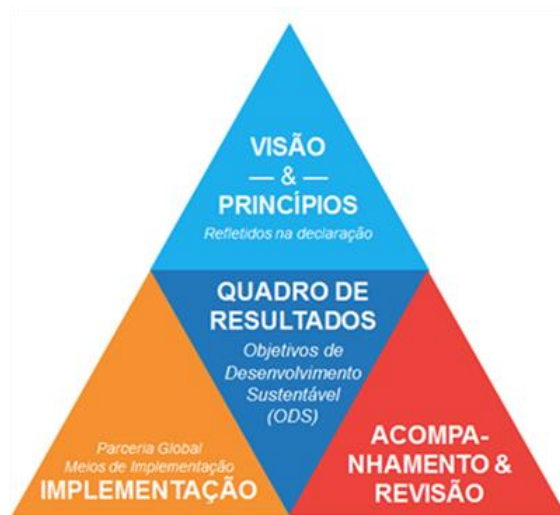 VISÃO
— & —
PRINCÍPIOS
Refletidos na declaração
QUADRO DE
RESULTADOS
Objetivos de
Desenvolvimento
Sustentável
(ODS)
Parceria Global
Meios de Implementação
IMPLEMENTAÇÃO
ACOMPA-
NHAMENTO &
REVISÃO